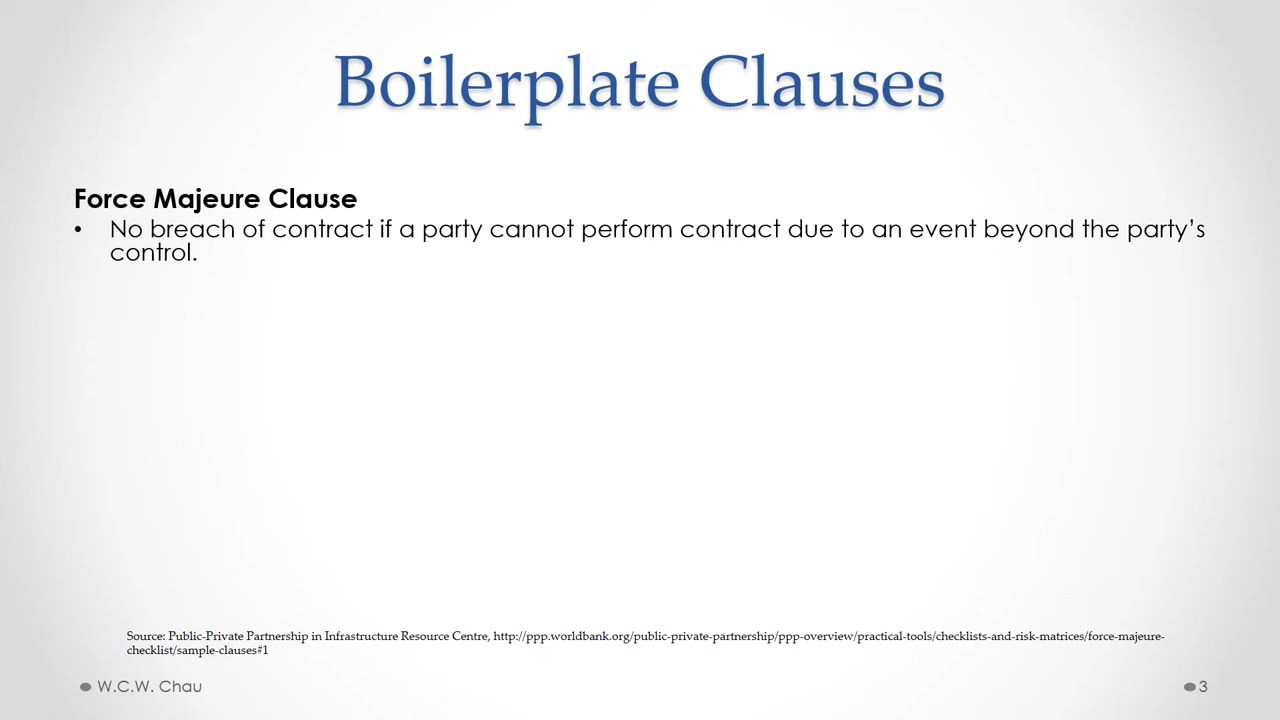 Boilerplate Clauses
Force Majeure Clause
• No breach of contract if a party cannot perform contract due to an event beyond the party’s
control.
Source: Public-Private Partnership in Infrastructure Resource Centre, http://ppp.worldbank.org/public-private-partnership/ppp-overview/practical-tools/checklists-and-risk-matrices/force-majeure-
checklist/sample-clauses#1
W.C.W. Chau
3